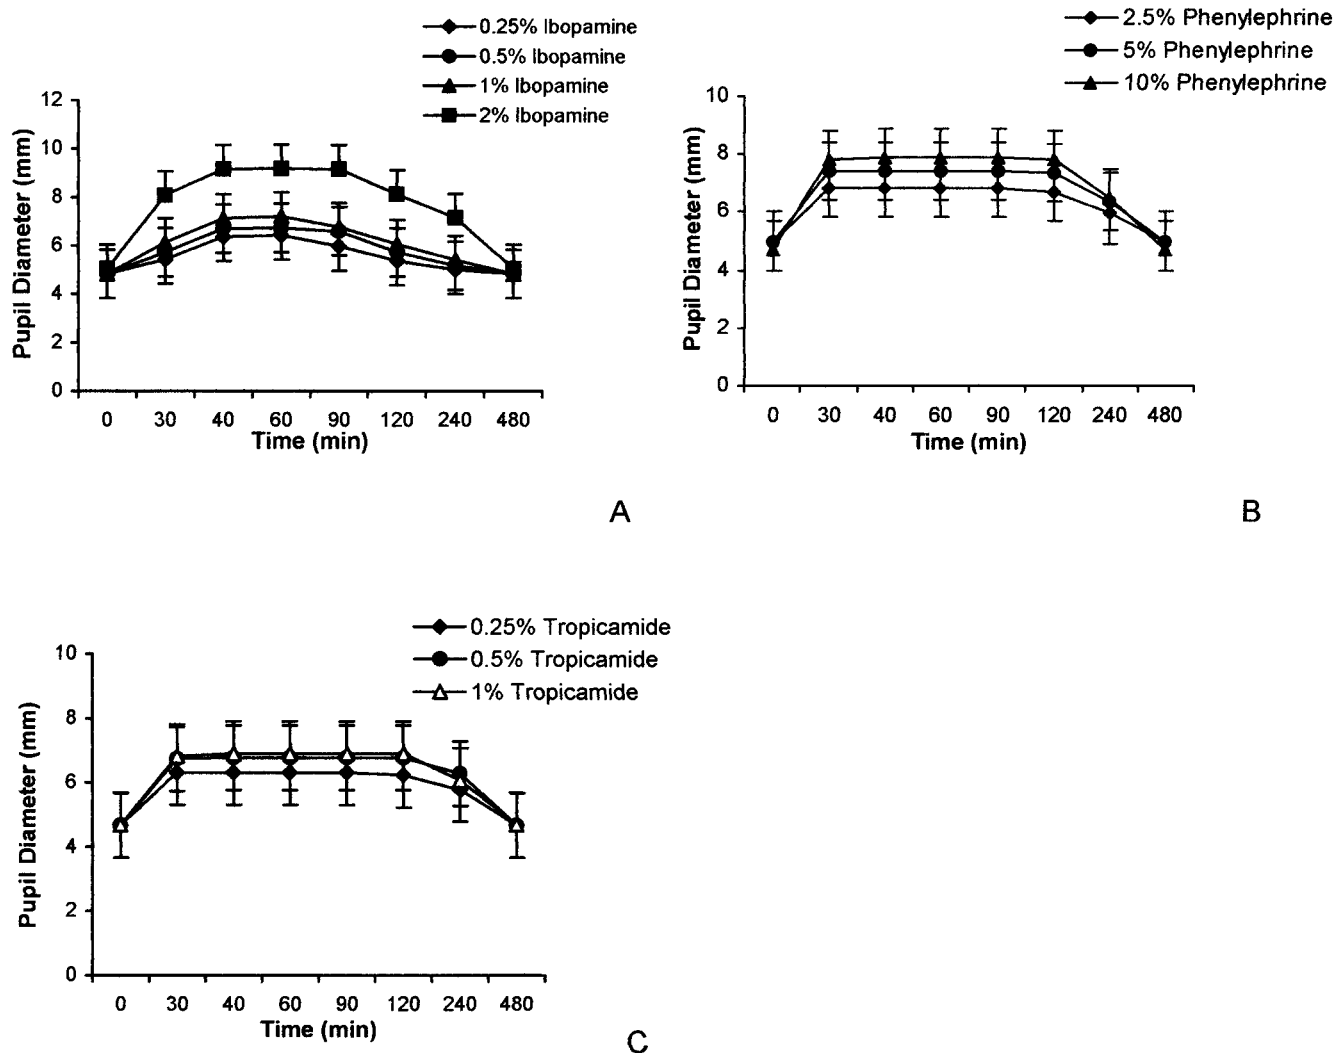 0.25% Ibopamine
0.5% Ibopamine
1% Ibopamine
2% Ibopamine
12
10
8
6
4
2
0
Pupil Diameter (mm)
0 30 40 60 90 120 240 480
Time (min)
A
2.5% Phenylephrine
5% Phenylephrine
10% Phenylephrine
10
8
6
4
2
0
Pupil Diameter (mm)
0 30 40 60 90 120 240 480
Time (min)
B
0.25% Tropicamide
0.5% Tropicamide
1% Tropicamide
10
8
6
4
2
0
Pupil Diameter (mm)
0 30 40 60 90 120 240 480
Time (min)
C